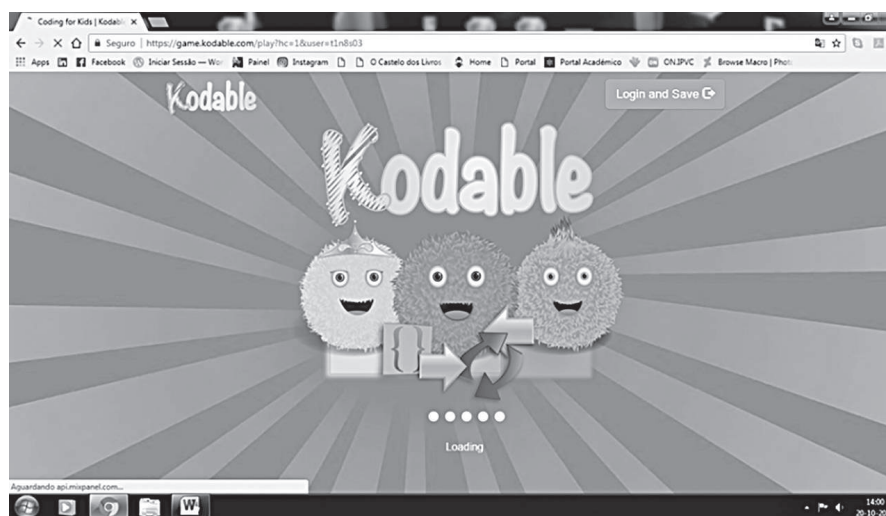 Coding for Kids | Kodabl
Seguro | https://game.kodable.com/play?hc=1&user=t1n8s03
Apps Facebook Iniciar Sessão — Wor Painel Instagram O Castelo dos Livros Home Portal Portal Académico ON.IPVC Browse Macro | Phot
Kodable
Login and Save
Kodable
Loading
Aguardando api.mixpanel.com...
14:00
20-10-20